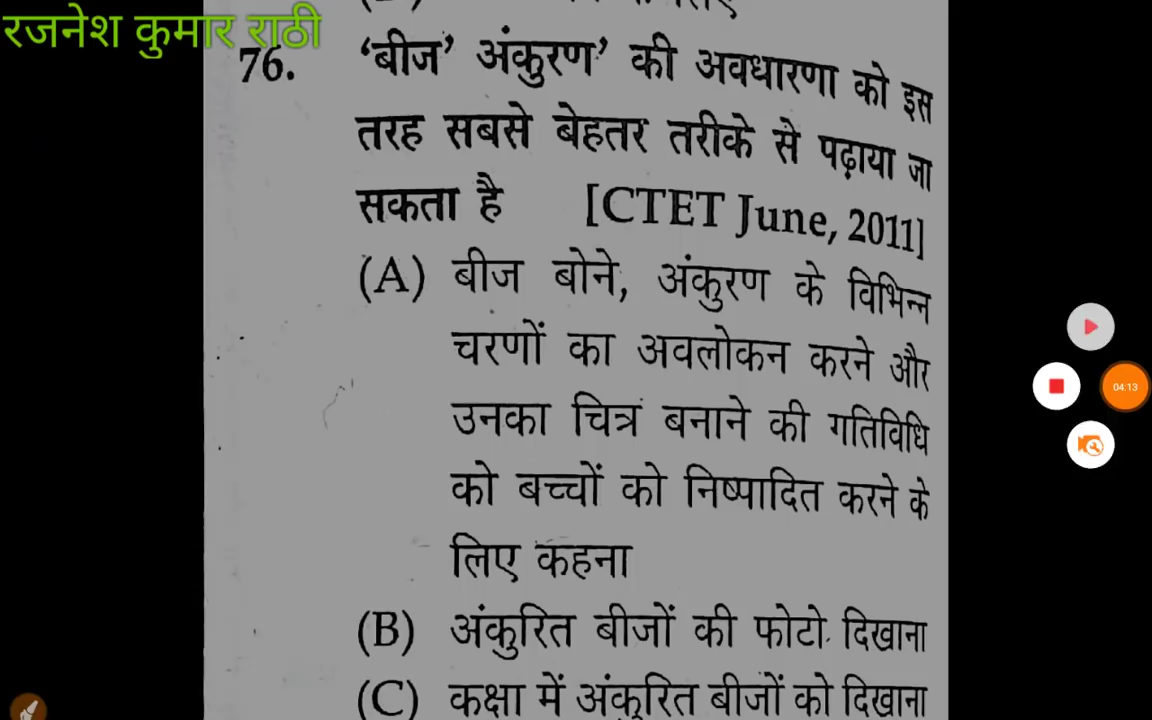 रजनेश कुमार राठी
76. 'बीज' अंकुरण' की अवधारणा को इस
तरह सबसे बेहतर तरीके से पढ़ाया जा
सकता है [CTET June, 2011]
(A) बीज बोने, अंकुरण के विभिन्न
चरणों का अवलोकन करने और
उनका चित्र बनाने की गतिविधि
को बच्चों को निष्पादित करने के
लिए कहना
(B) अंकुरित बीजों की फोटो दिखाना
(C) कक्षा में अंकुरित बीजों को दिखाना
04:13